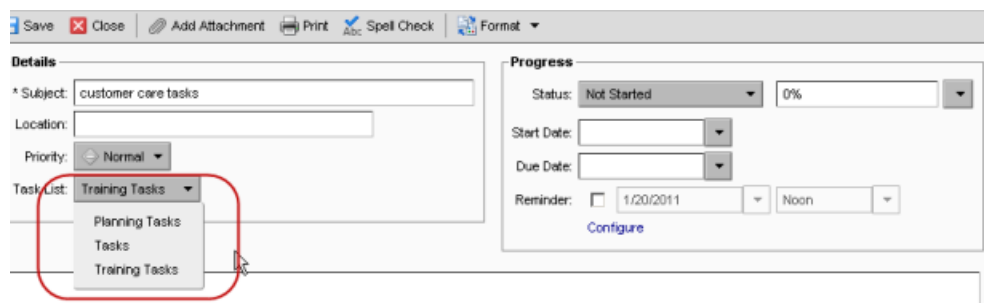 Save Close Add Attachment Print Abc Spell Check Format
Details
* Subject: customer care tasks
Location:
Priority: Normal
Task List: Training Tasks
Planning Tasks
Tasks
Training Tasks
Progress
Status: Not Started 0%
Start Date:
Due Date:
Reminder: 1/20/2011 Noon
Configure